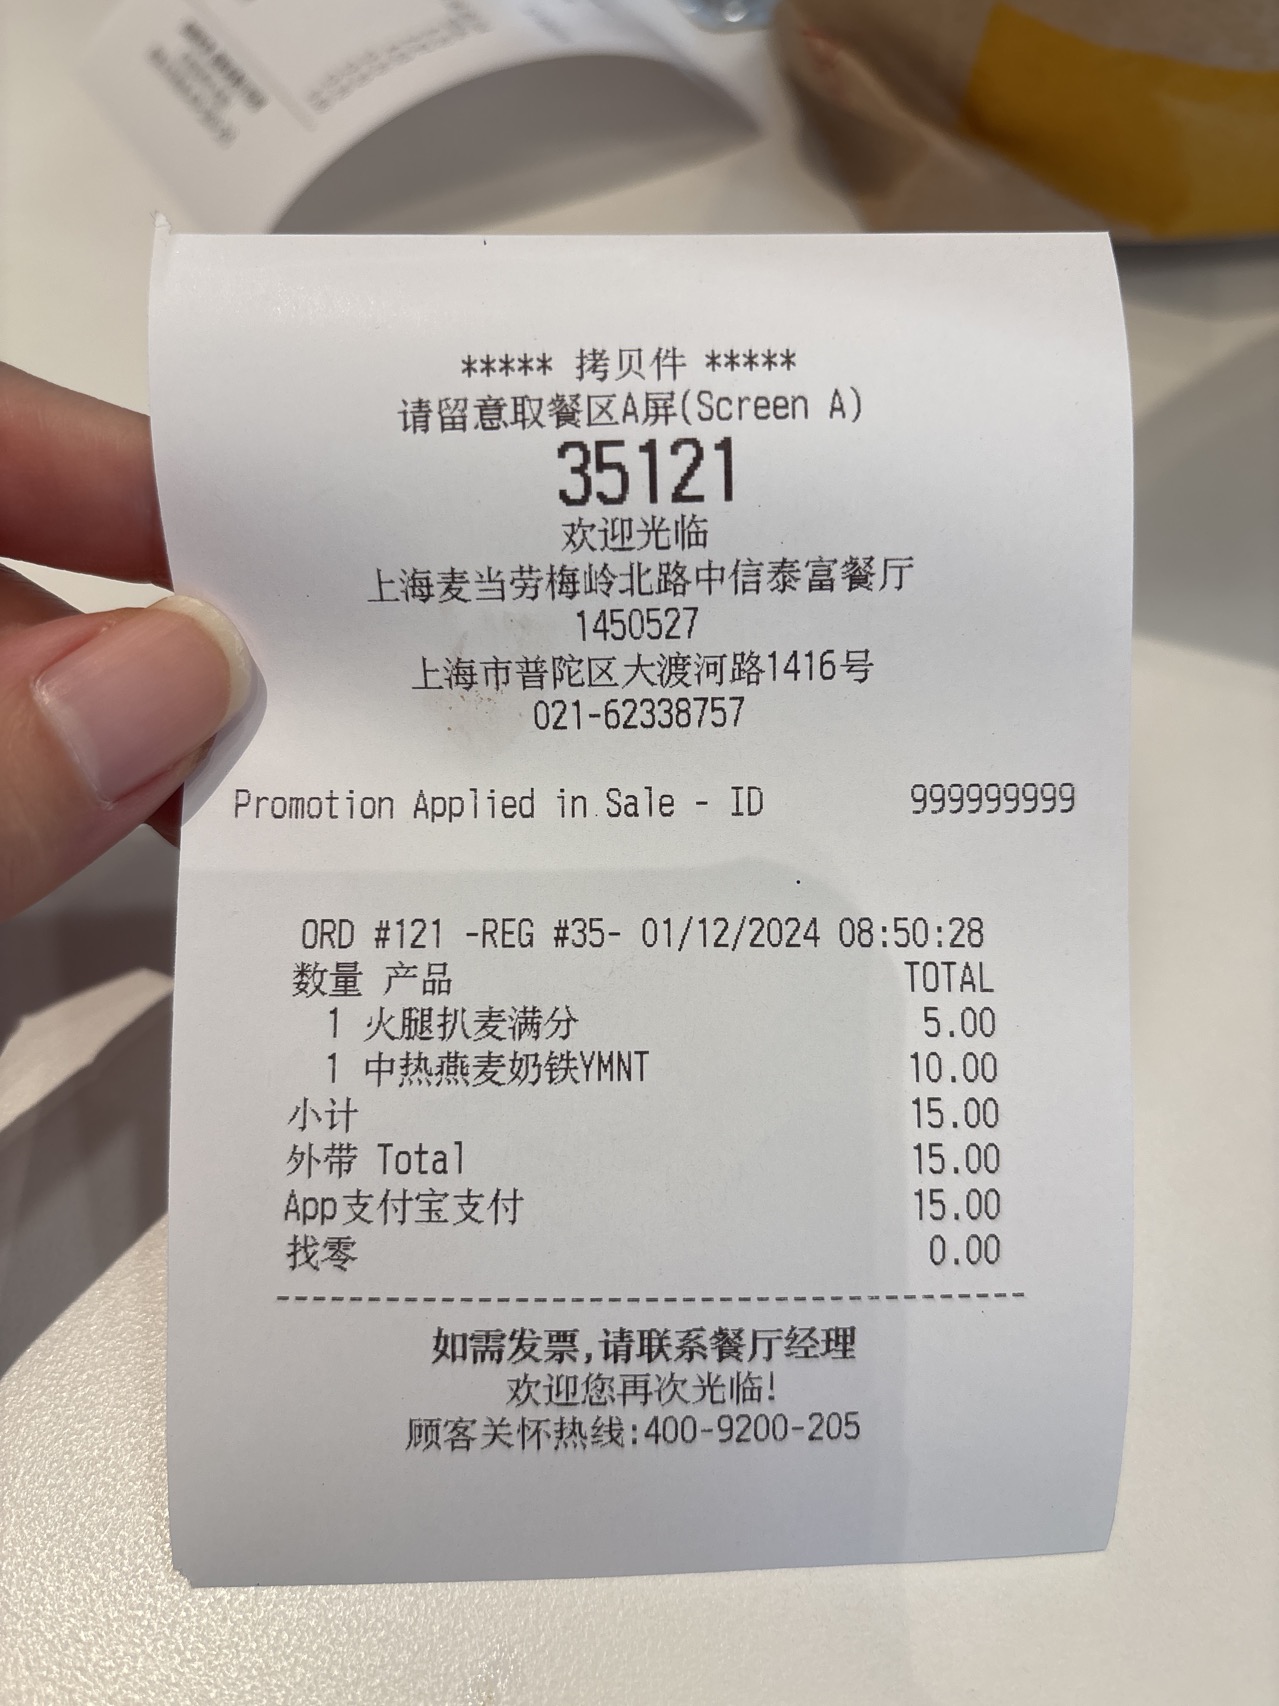 ***** 拷贝件 *****
请留意取餐区A屏(Screen A)
35121
欢迎光临
上海麦当劳梅岭北路中信泰富餐厅
1450527
上海市普陀区大渡河路1416号
021-62338757
Promotion Applied in Sale - ID 999999999
ORD #121 -REG #35- 01/12/2024 08:50:28
数量 产品 TOTAL
1 火腿扒麦满分 5.00
1 中热燕麦奶铁YMNT 10.00
小计 15.00
外带 Total 15.00
App支付宝支付 15.00
找零 0.00
如需发票,请联系餐厅经理
欢迎您再次光临!
顾客关怀热线:400-9200-205